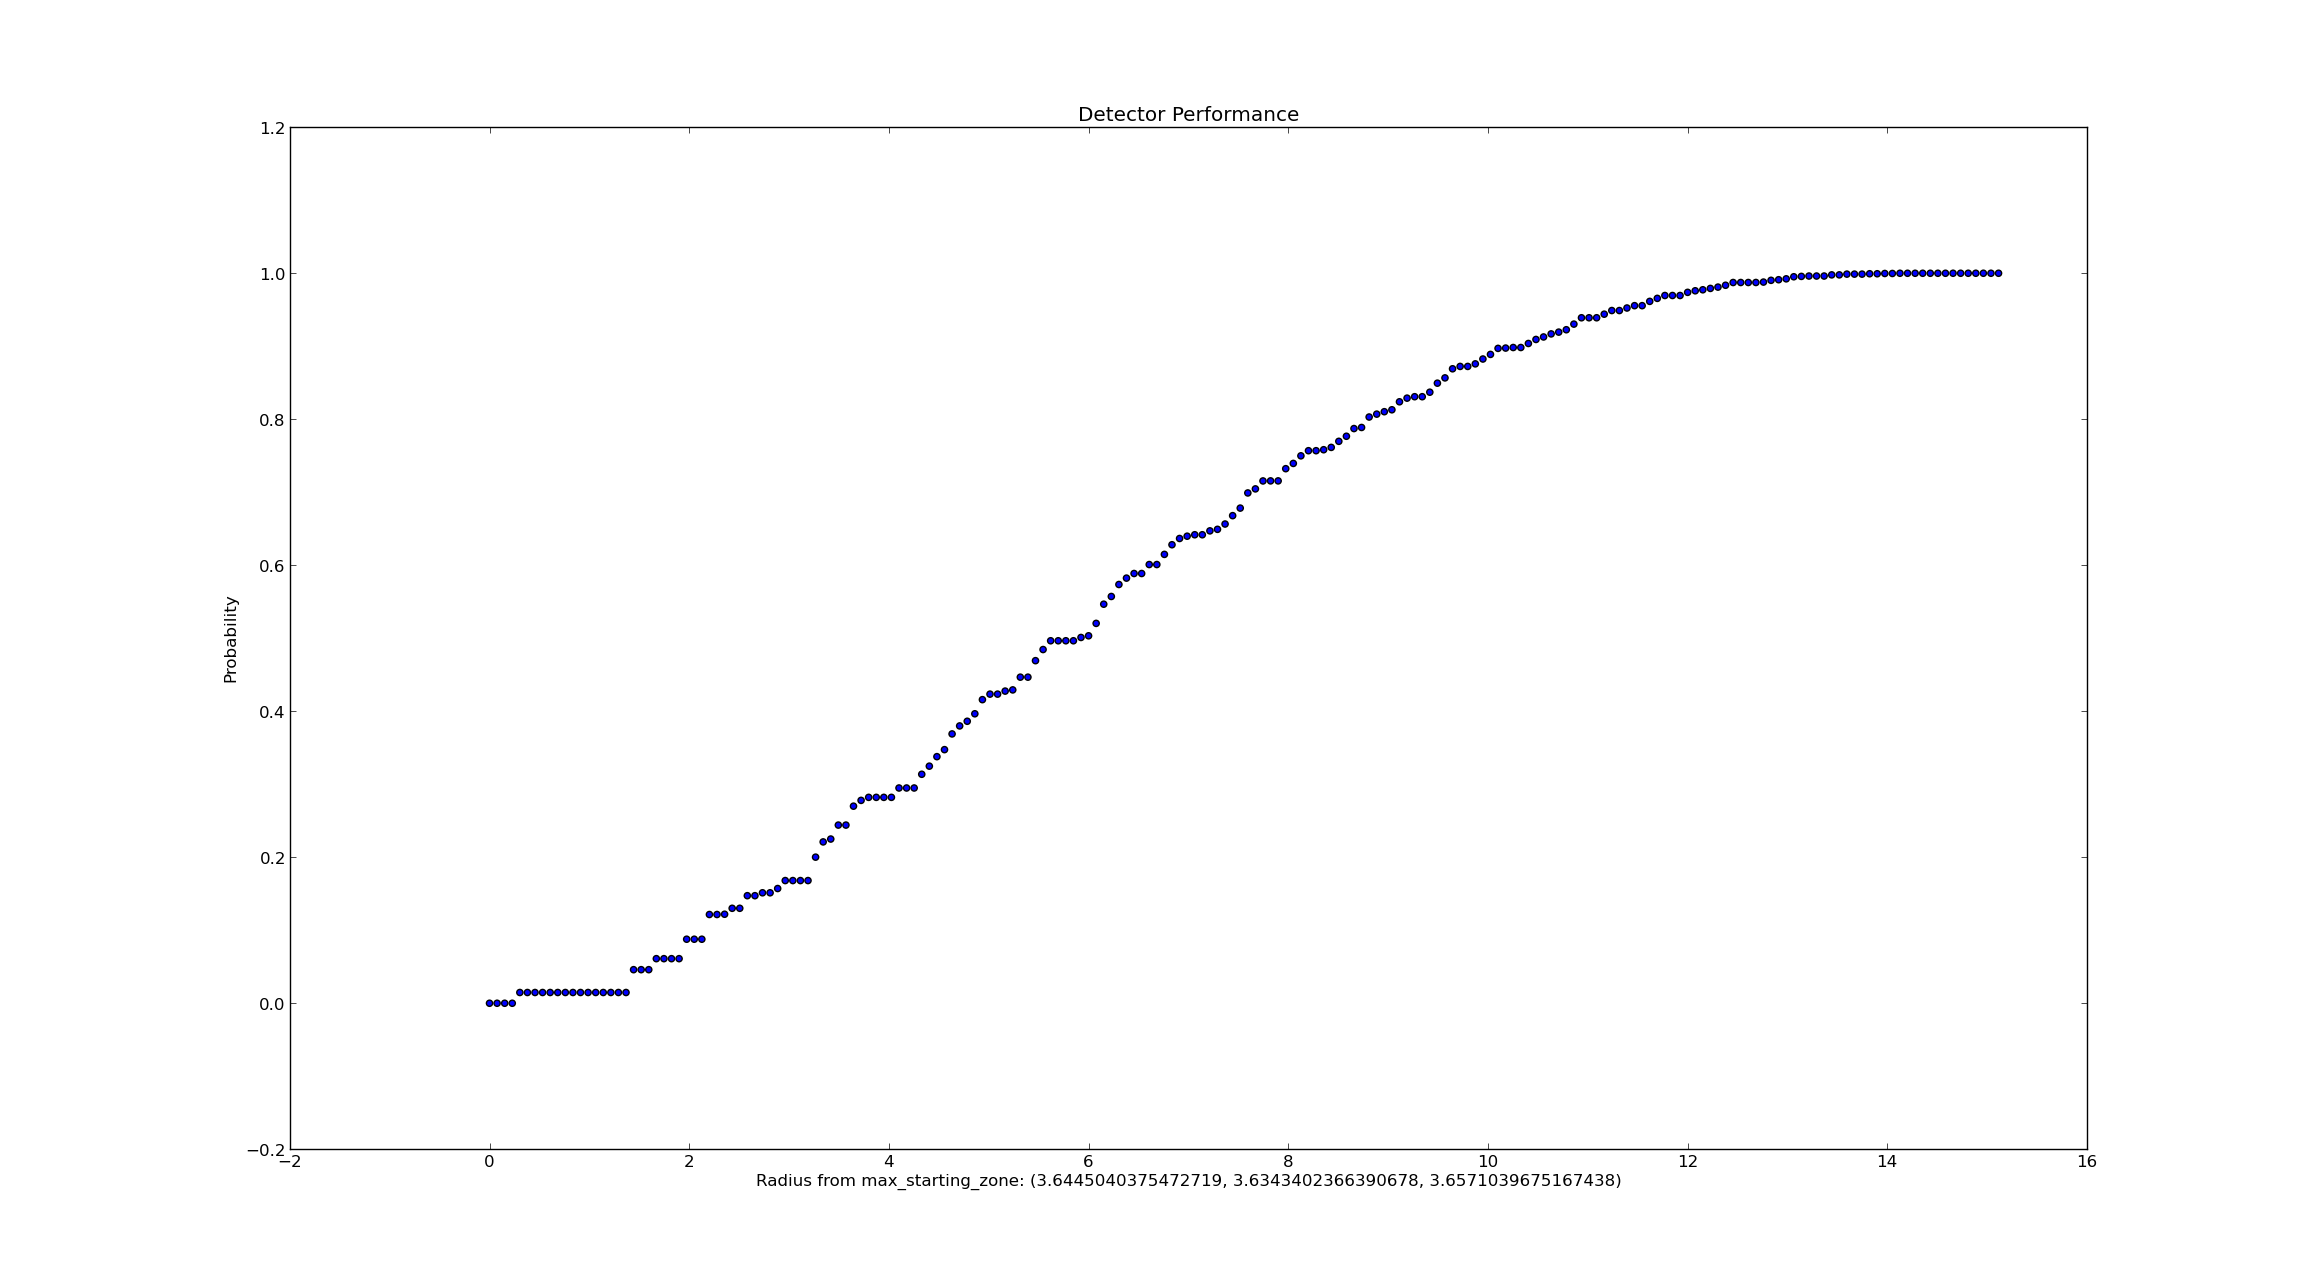 Detector Performance
1.2
1.0
0.8
0.6
0.4
0.2
0.0
−0.2
Probability
−2 0 2 4 6 8 10 12 14 16
Radius from max_starting_zone: (3.6445040375472719, 3.6343402366390678, 3.6571039675167438)